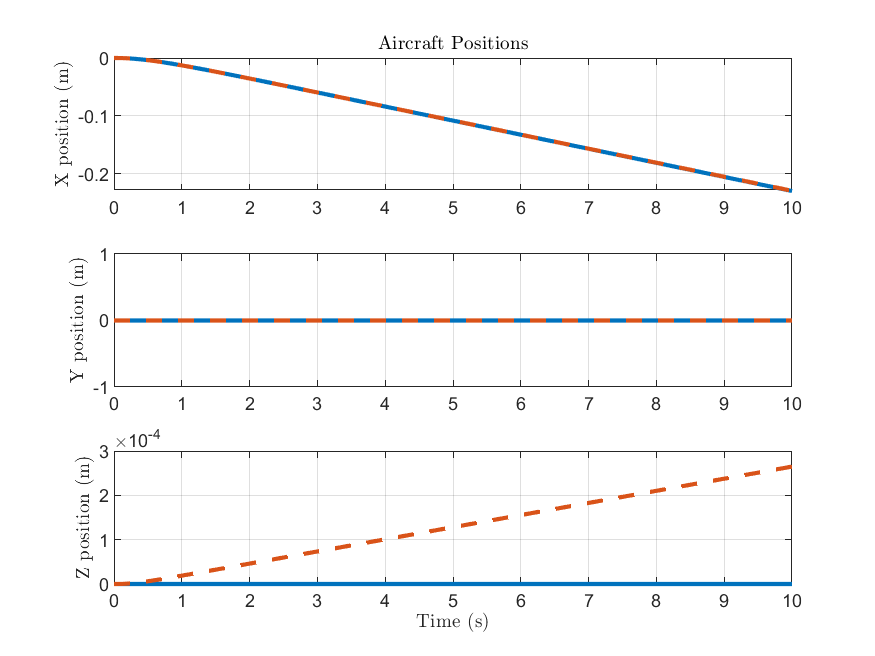 Aircraft Positions
X position (m)
0
-0.1
-0.2
0 1 2 3 4 5 6 7 8 9 10
Y position (m)
1
0
-1
0 1 2 3 4 5 6 7 8 9 10
×10-4
Z position (m)
3
2
1
0
0 1 2 3 4 5 6 7 8 9 10
Time (s)